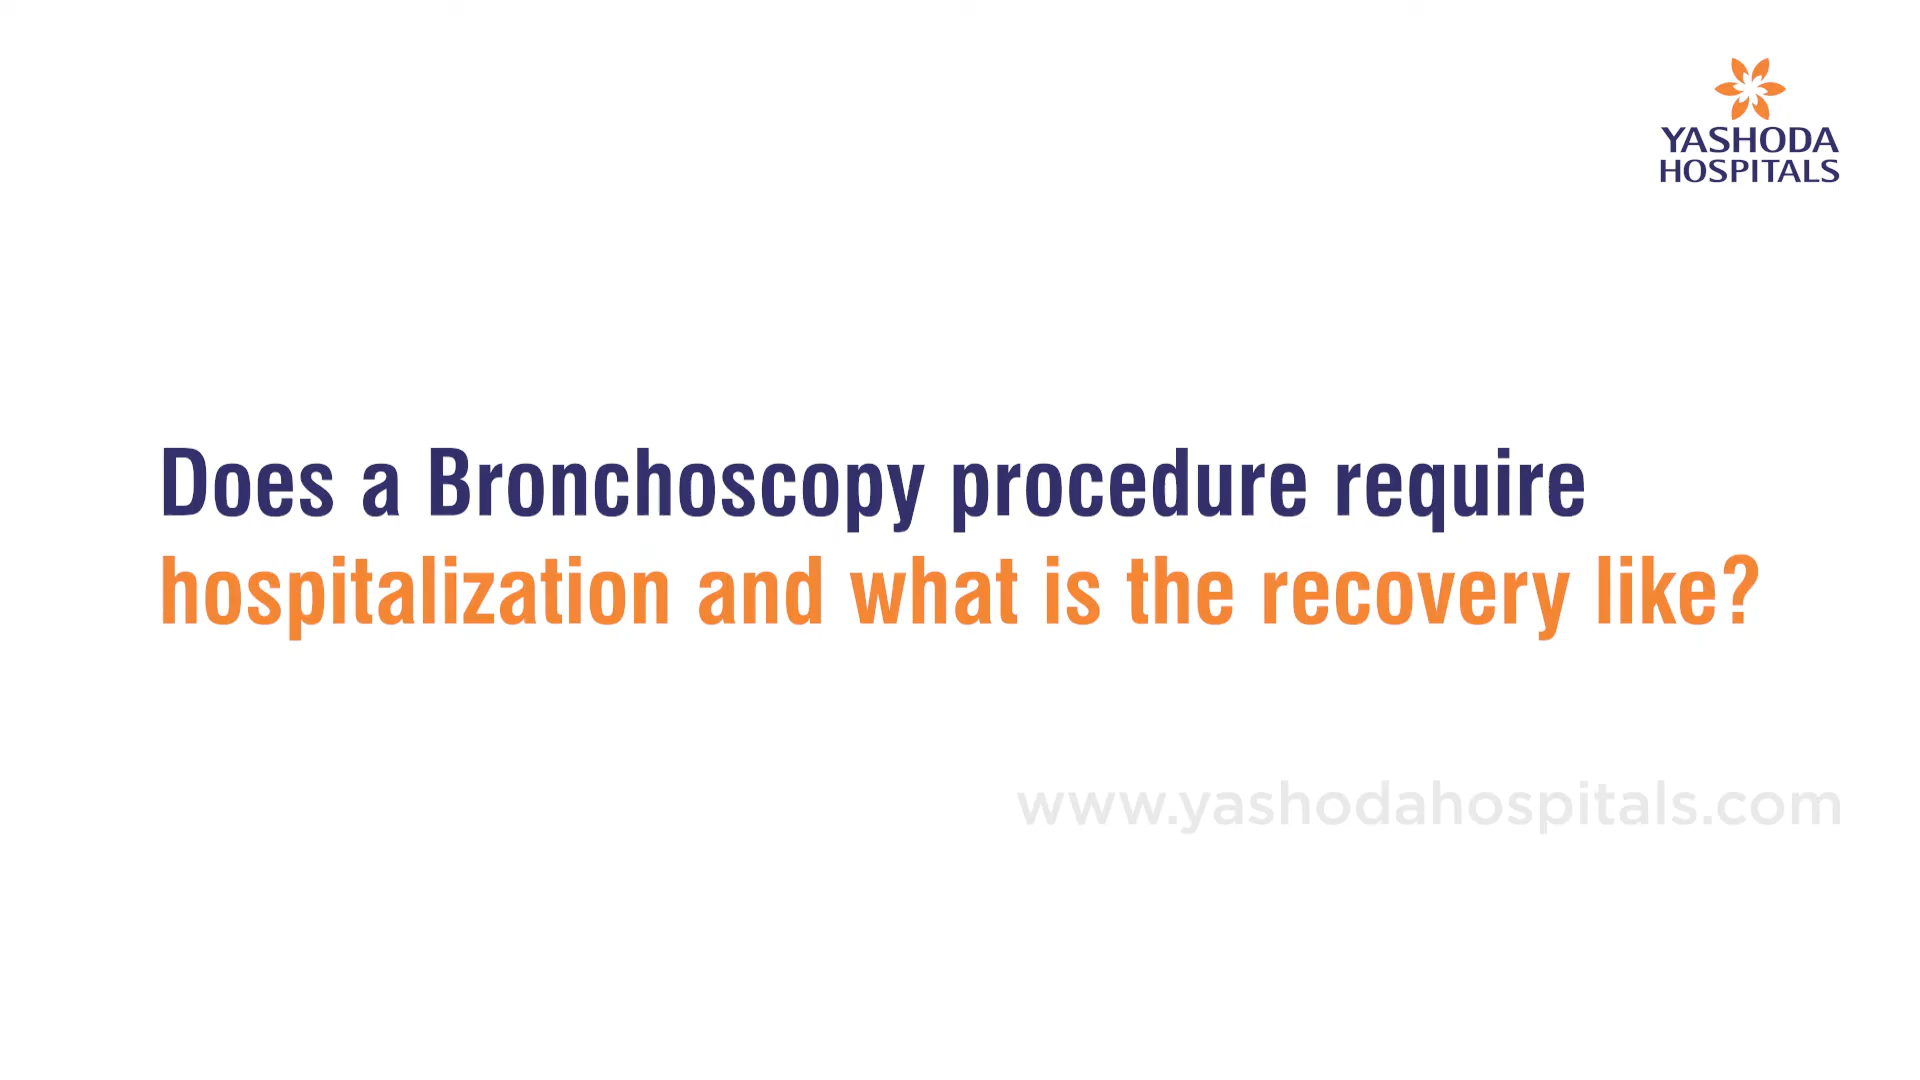 YASHODA
HOSPITALS
Does a Bronchoscopy procedure require
hospitalization and what is the recovery like?
www.yashodahospitals.com